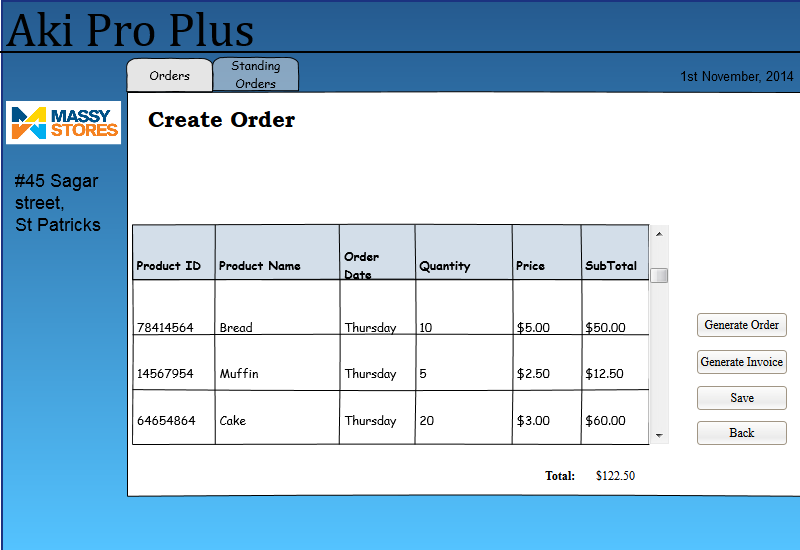 Aki Pro Plus
Orders
Standing
Orders
1st November, 2014
MASSY
STORES
#45 Sagar
street,
St Patricks
Create Order
Product ID Product Name Order Date Quantity Price SubTotal
78414564 Bread Thursday 10 $5.00 $50.00
14567954 Muffin Thursday 5 $2.50 $12.50
64654864 Cake Thursday 20 $3.00 $60.00
Generate Order
Generate Invoice
Save
Back
Total: $122.50